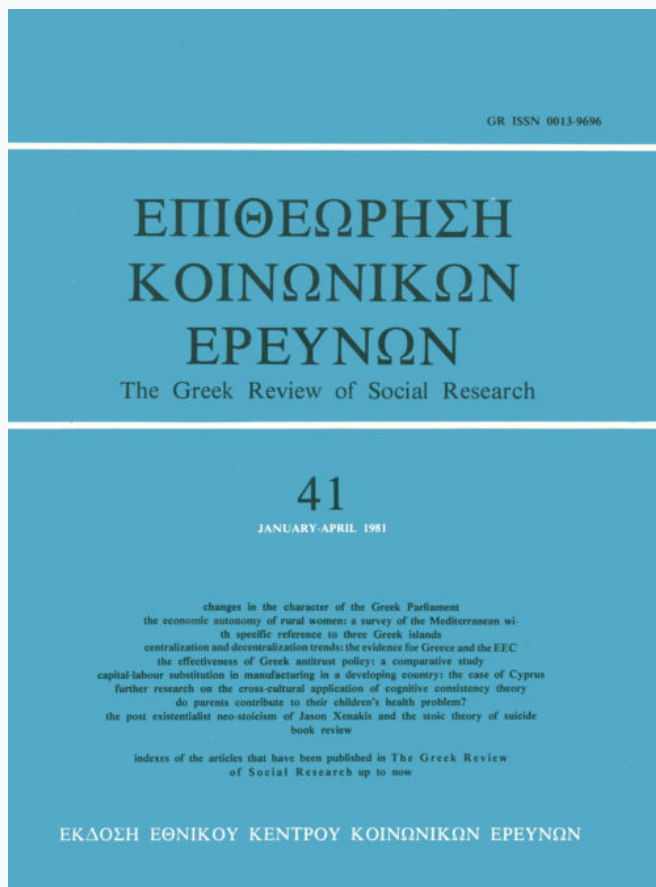 GR ISSN 0013-9696
ΕΠΙΘΕΩΡΗΣΗ
ΚΟΙΝΩΝΙΚΩΝ
ΕΡΕΥΝΩΝ
The Greek Review of Social Research
41
JANUARY-APRIL 1981
changes in the character of the Greek Parliament
the economic autonomy of rural women: a survey of the Mediterranean wi-
th specific reference to three Greek islands
centralization and decentralization trends: the evidence for Greece and the EEC
the effectiveness of Greek antitrust policy: a comparative study
capital-labour substitution in manufacturing in a developing country: the case of Cyprus
further research on the cross-cultural application of cognitive consistency theory
do parents contribute to their children's health problem?
the post existentialist neo-stoicism of Jason Xenakis and the stoic theory of suicide
book review
indexes of the articles that have been published in The Greek Review
of Social Research up to now
ΕΚΔΟΣΗ ΕΘΝΙΚΟΥ ΚΕΝΤΡΟΥ ΚΟΙΝΩΝΙΚΩΝ ΕΡΕΥΝΩΝ